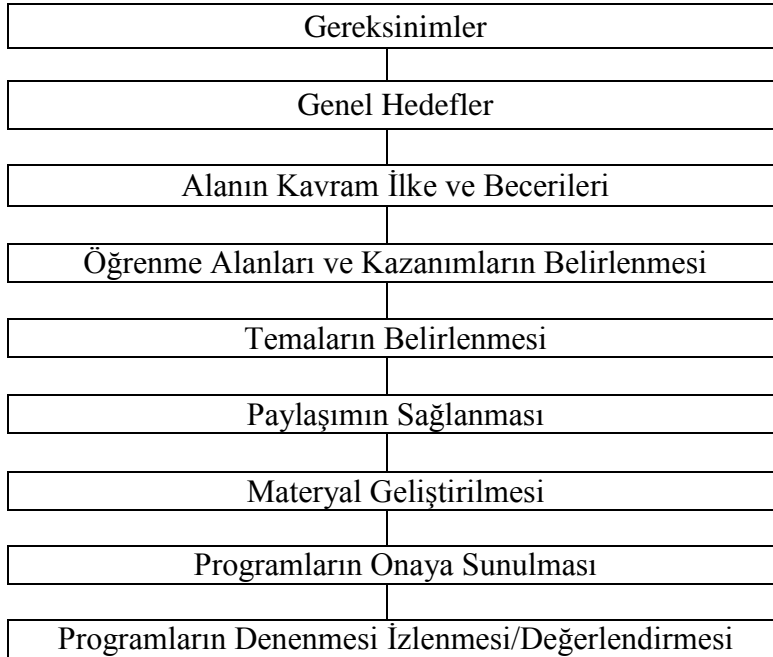 Gereksinimler
Genel Hedefler
Alanın Kavram İlke ve Becerileri
Öğrenme Alanları ve Kazanımların Belirlenmesi
Temaların Belirlenmesi
Paylaşımın Sağlanması
Materyal Geliştirilmesi
Programların Onaya Sunulması
Programların Denenmesi İzlenmesi/Değerlendirmesi